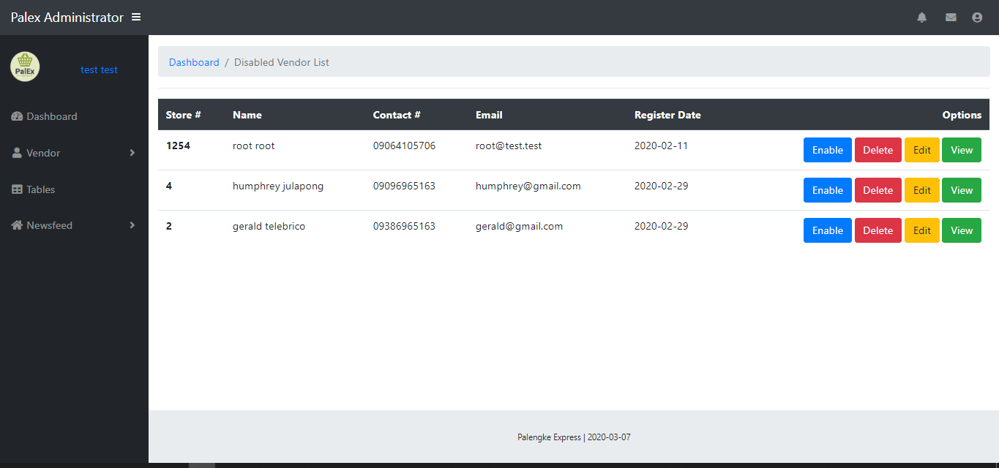 Palex Administrator
PalEx
test test
Dashboard
Vendor
Tables
Newsfeed
Dashboard / Disabled Vendor List
Store # Name Contact # Email Register Date Options
1254 root root 09064105706 root@test.test 2020-02-11 Enable Delete Edit View
4 humphrey julapong 09096965163 humphrey@gmail.com 2020-02-29 Enable Delete Edit View
2 gerald telebrico 09386965163 gerald@gmail.com 2020-02-29 Enable Delete Edit View
Palengke Express | 2020-03-07